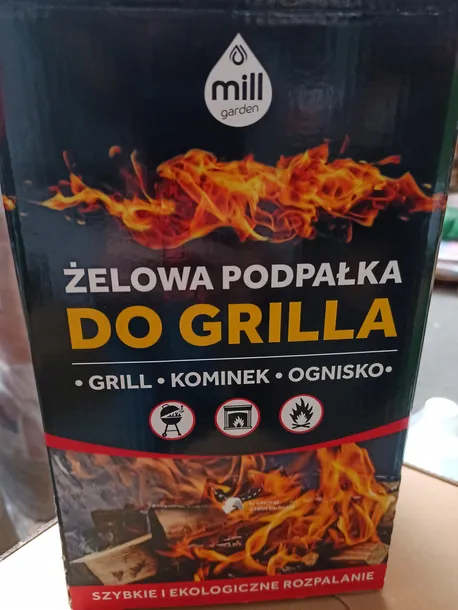 mill
garden
ŻELOWA PODPAŁKA
DO GRILLA
• GRILL • KOMINEK • OGNISKO •
SZYBKIE I EKOLOGICZNE ROZPALANIE